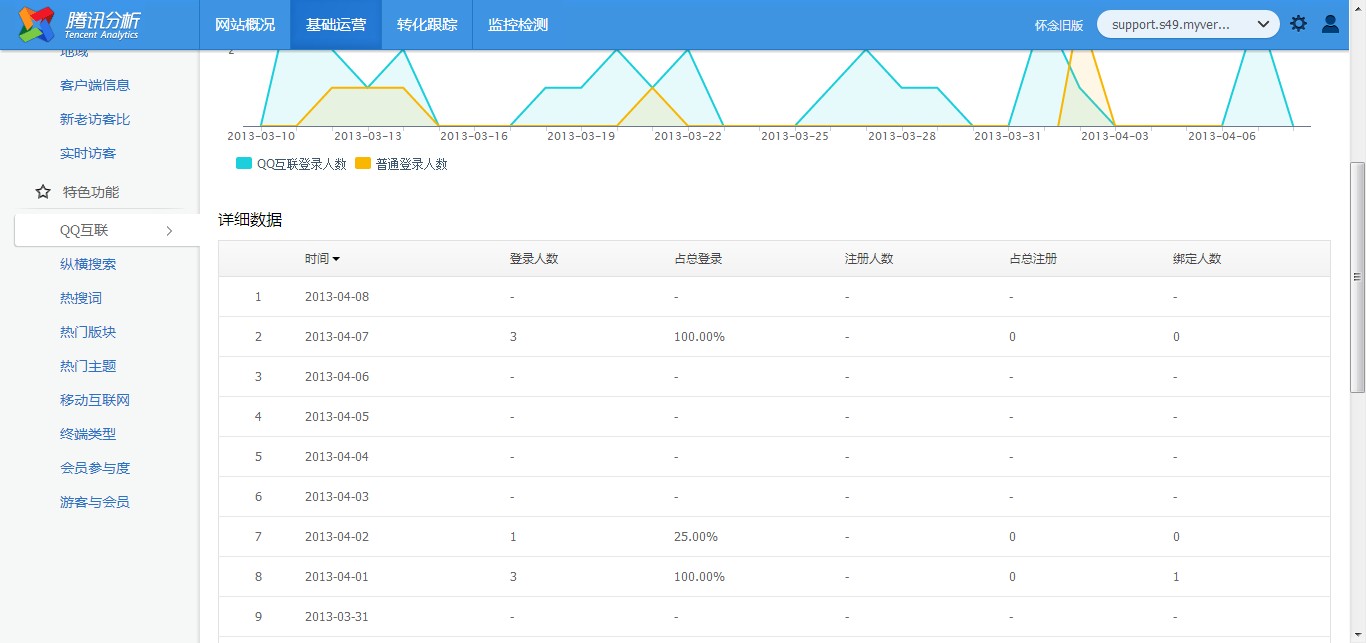 腾讯分析
Tencent Analytics
网站概况 基础运营 转化跟踪 监控检测
怀念旧版 support.s49.myver...
地域
客户端信息
新老访客比
实时访客
特色功能
QQ互联
纵横搜索
热搜词
热门版块
热门主题
移动互联网
终端类型
会员参与度
游客与会员
2
2013-03-10 2013-03-13 2013-03-16 2013-03-19 2013-03-22 2013-03-25 2013-03-28 2013-03-31 2013-04-03 2013-04-06
QQ互联登录人数 普通登录人数
详细数据
时间 登录人数 占总登录 注册人数 占总注册 绑定人数
1 2013-04-08 - - - - -
2 2013-04-07 3 100.00% - 0 0
3 2013-04-06 - - - - -
4 2013-04-05 - - - - -
5 2013-04-04 - - - - -
6 2013-04-03 - - - - -
7 2013-04-02 1 25.00% - 0 0
8 2013-04-01 3 100.00% - 0 1
9 2013-03-31 - - - - -